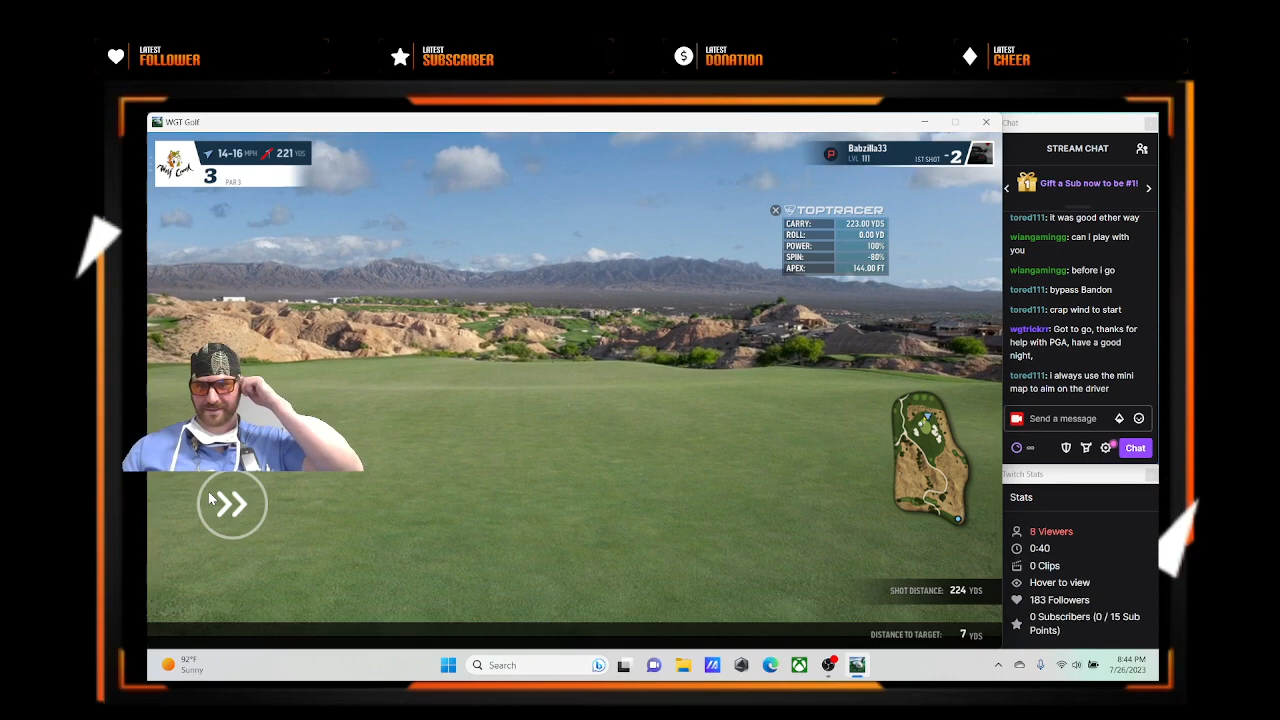 LATEST
FOLLOWER
LATEST
SUBSCRIBER
LATEST
DONATION
LATEST
CHEER
WGT Golf
14-16 MPH 221 YDS
3 PAR 3
Wolf Creek
P Babzilla33
LVL 111 1ST SHOT -2
TOPTRACER
CARRY: 223.00 YDS
ROLL: 0.00 YD
POWER: 100%
SPIN: -80%
APEX: 144.00 FT
SHOT DISTANCE: 224 YDS
DISTANCE TO TARGET: 7 YDS
Chat
STREAM CHAT
1 Gift a Sub now to be #1!
tored111: it was good ether way
wiangamingg: can i play with
you
wiangamingg: before i go
tored111: bypass Bandon
tored111: crap wind to start
wgtrickrr: Got to go, thanks for
help with PGA, have a good
night,
tored111: i always use the mini
map to aim on the driver
Send a message
Chat
Twitch Stats
Stats
8 Viewers
0:40
0 Clips
Hover to view
183 Followers
0 Subscribers (0 / 15 Sub
Points)
92°F
Sunny
Search
8:44 PM
7/26/2023